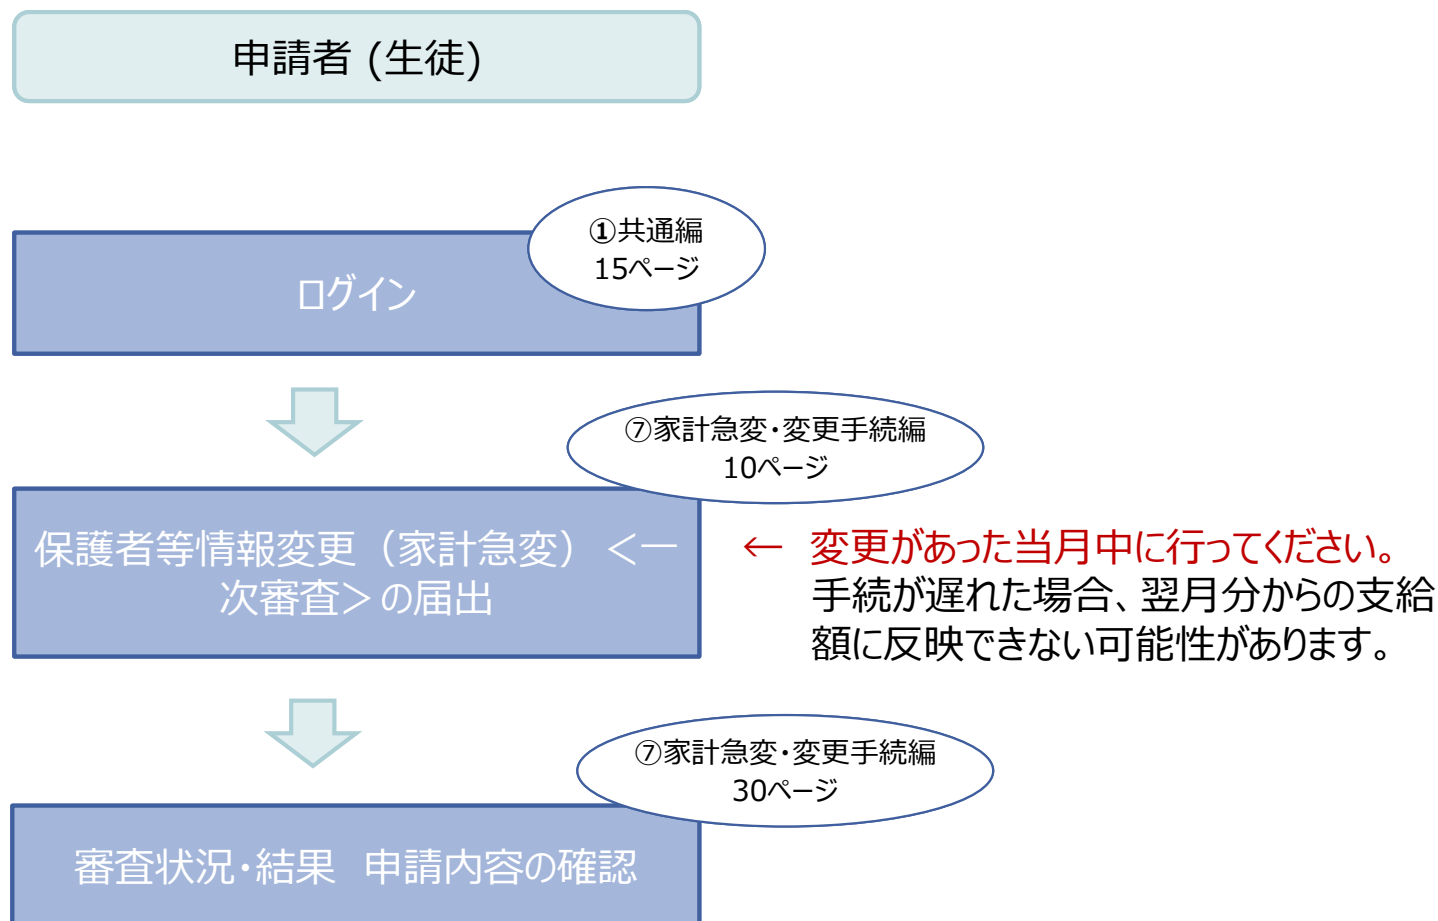 申請者 (生徒)
①共通編
15ページ
ログイン
⑦家計急変・変更手続編
10ページ
保護者等情報変更（家計急変）＜一
次審査＞の届出
← 変更があった当月中に行ってください。
手続が遅れた場合、翌月分からの支給
額に反映できない可能性があります。
⑦家計急変・変更手続編
30ページ
審査状況・結果　申請内容の確認